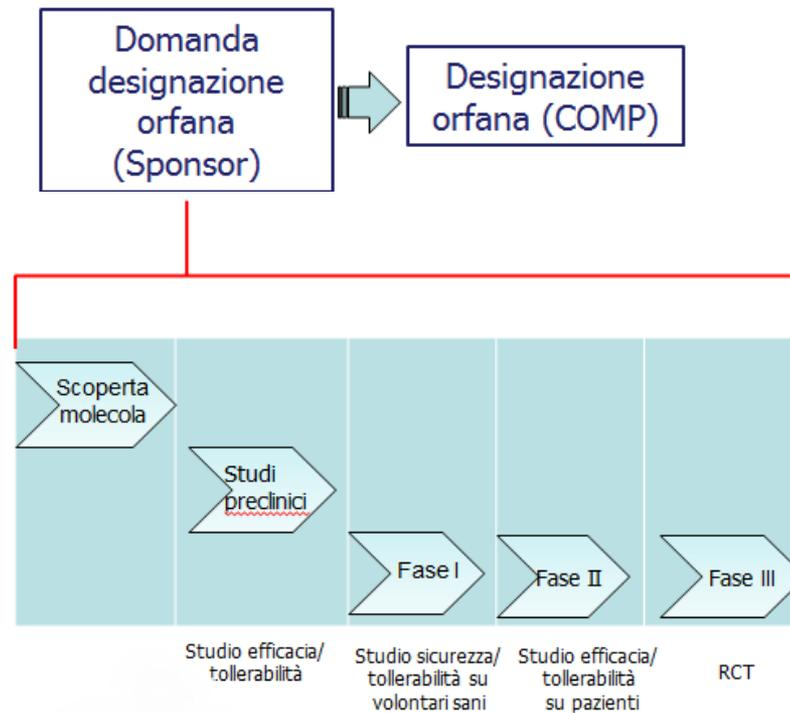 Domanda
designazione
orfana
(Sponsor)
Designazione
orfana (COMP)
Scoperta
molecola
Studi
preclinici
Fase I
Fase II
Fase III
Studio efficacia/
tollerabilità
Studio sicurezza/
tollerabilità su
volontari sani
Studio efficacia/
tollerabilità
su pazienti
RCT